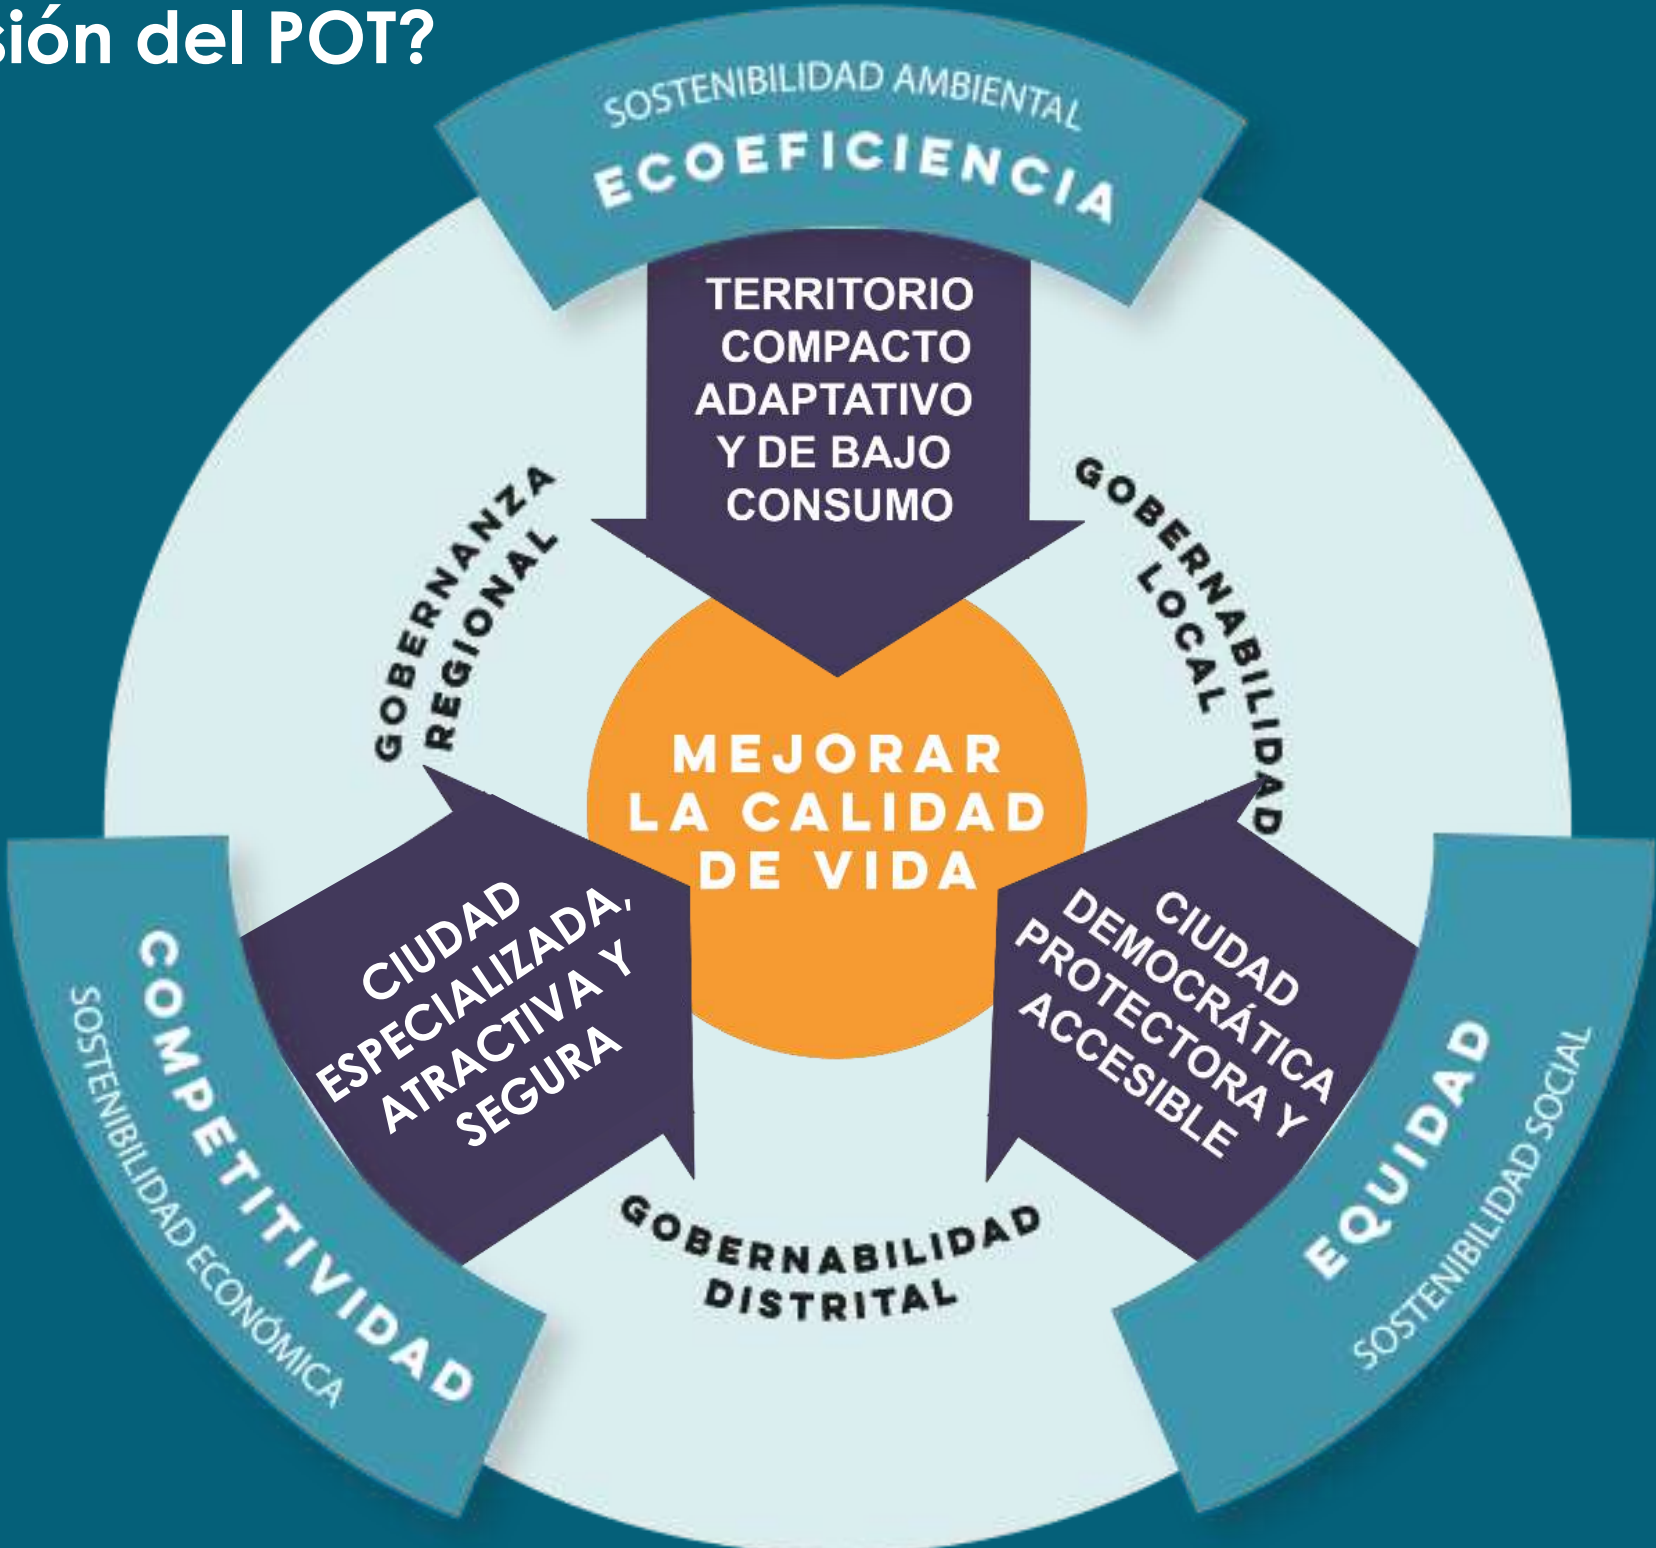 sión del POT?
SOSTENIBILIDAD AMBIENTAL
ECOEFICIENCIA
TERRITORIO
COMPACTO
ADAPTATIVO
Y DE BAJO
CONSUMO
GOBERNANZA
REGIONAL
GOBERNABILIDAD
LOCAL
MEJORAR
LA CALIDAD
DE VIDA
CIUDAD
ESPECIALIZADA,
ATRACTIVA Y
SEGURA
CIUDAD
DEMOCRÁTICA
PROTECTORA Y
ACCESIBLE
COMPETITIVIDAD
SOSTENIBILIDAD ECONÓMICA
EQUIDAD
SOSTENIBILIDAD SOCIAL
GOBERNABILIDAD
DISTRITAL